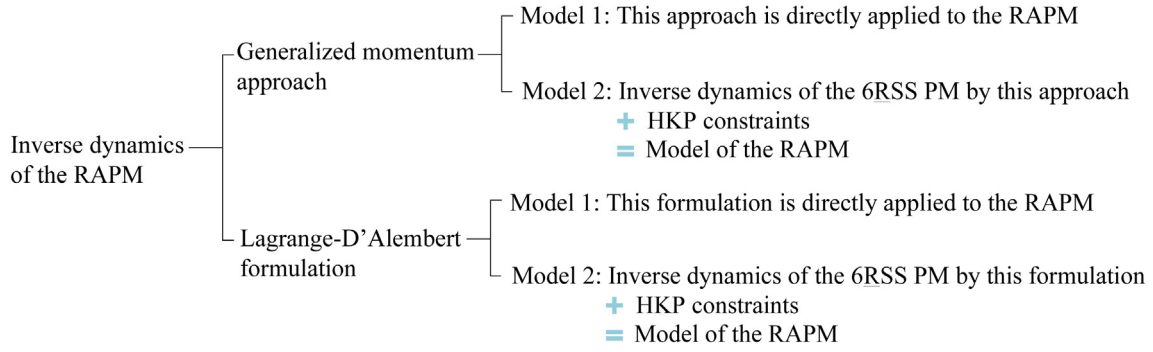 Model 1: This approach is directly applied to the RAPM
Generalized momentum
approach
Model 2: Inverse dynamics of the 6RSS PM by this approach
+ HKP constraints
= Model of the RAPM
Inverse dynamics
of the RAPM
Model 1: This formulation is directly applied to the RAPM
Lagrange-D’Alembert
formulation
Model 2: Inverse dynamics of the 6RSS PM by this formulation
+ HKP constraints
= Model of the RAPM